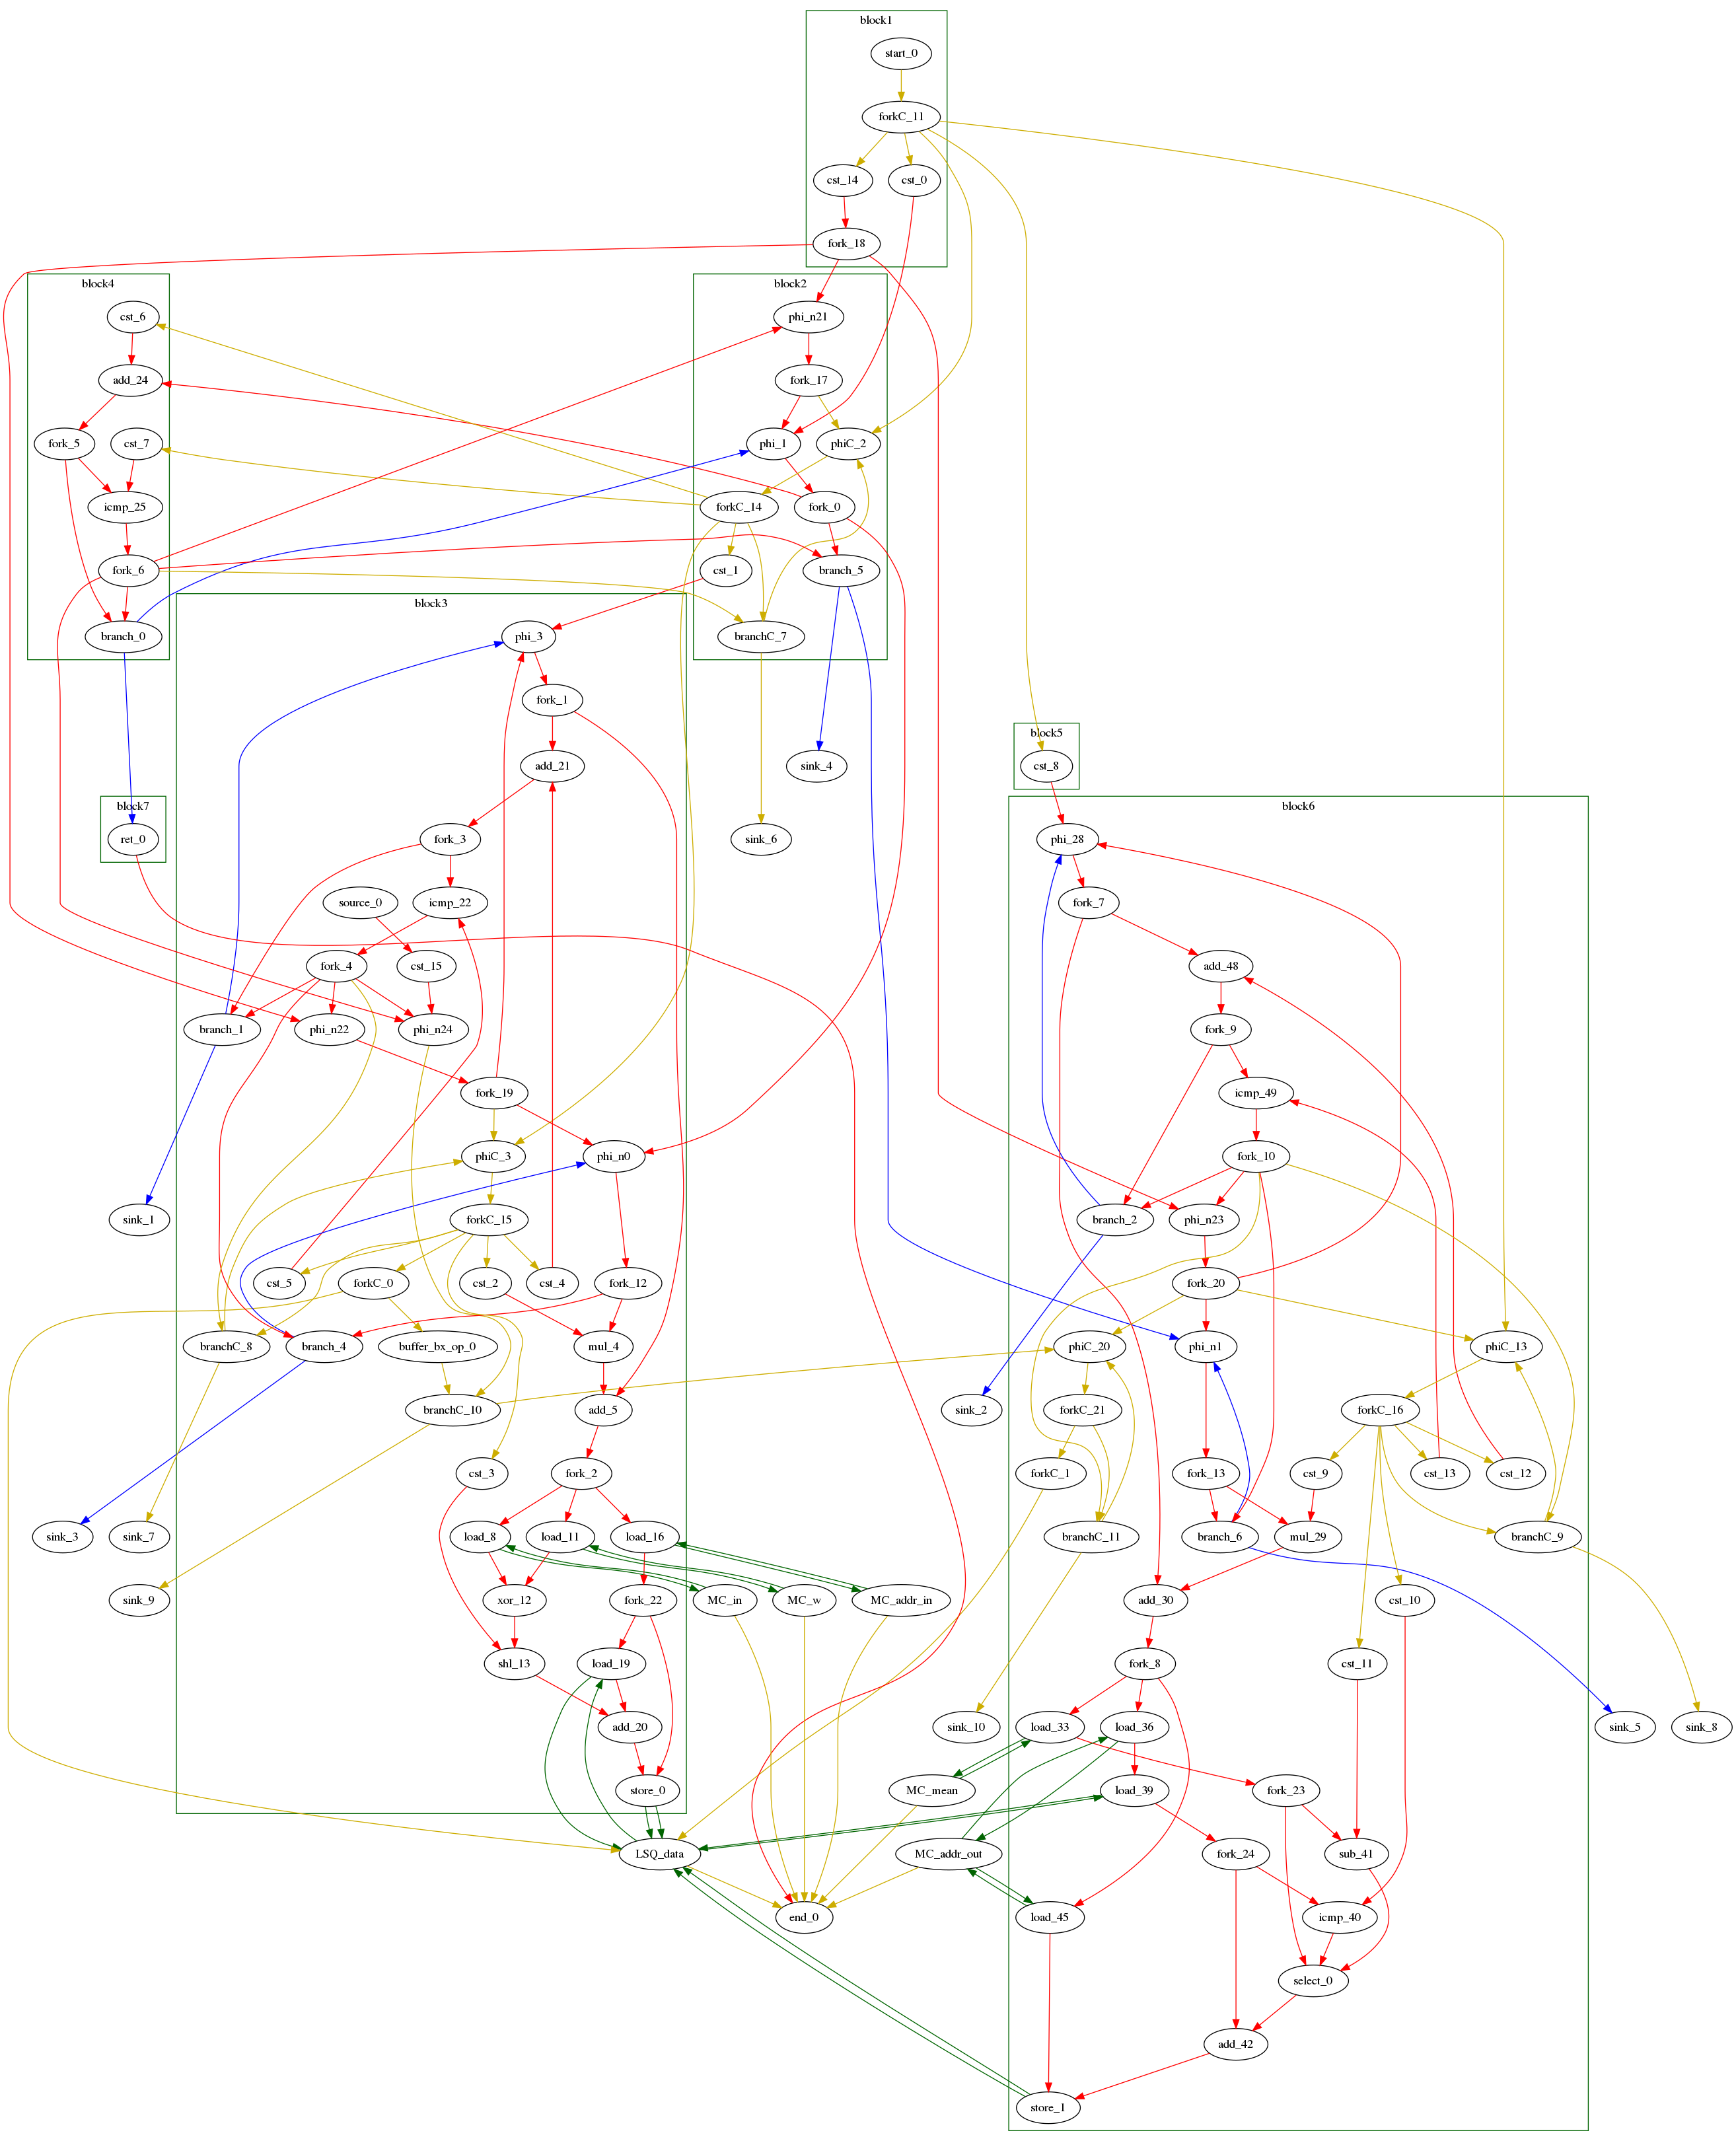 block1
start_0
forkC_11
cst_14
cst_0
fork_18
block4
block2
cst_6
phi_n21
add_24
fork_17
fork_5
cst_7
phi_1
phiC_2
icmp_25
forkC_14
fork_0
fork_6
cst_1
branch_5
block3
branch_0
phi_3
branchC_7
fork_1
block5
add_21
sink_4
cst_8
block7
block6
ret_0
fork_3
sink_6
phi_28
source_0
icmp_22
fork_7
fork_4
cst_15
add_48
branch_1
phi_n22
phi_n24
fork_9
fork_19
icmp_49
phiC_3
phi_n0
fork_10
sink_1
forkC_15
branch_2
phi_n23
cst_5
forkC_0
cst_2
cst_4
fork_12
fork_20
branchC_8
branch_4
buffer_bx_op_0
mul_4
phiC_20
phi_n1
phiC_13
branchC_10
add_5
sink_2
forkC_21
forkC_16
cst_3
fork_2
forkC_1
fork_13
cst_9
cst_13
cst_12
sink_3
sink_7
load_8
load_11
load_16
branchC_11
branch_6
mul_29
branchC_9
sink_9
xor_12
fork_22
MC_in
MC_w
MC_addr_in
add_30
cst_10
shl_13
load_19
fork_8
cst_11
add_20
sink_10
load_33
load_36
sink_5
sink_8
store_0
MC_mean
load_39
fork_23
LSQ_data
MC_addr_out
fork_24
sub_41
end_0
load_45
icmp_40
select_0
add_42
store_1